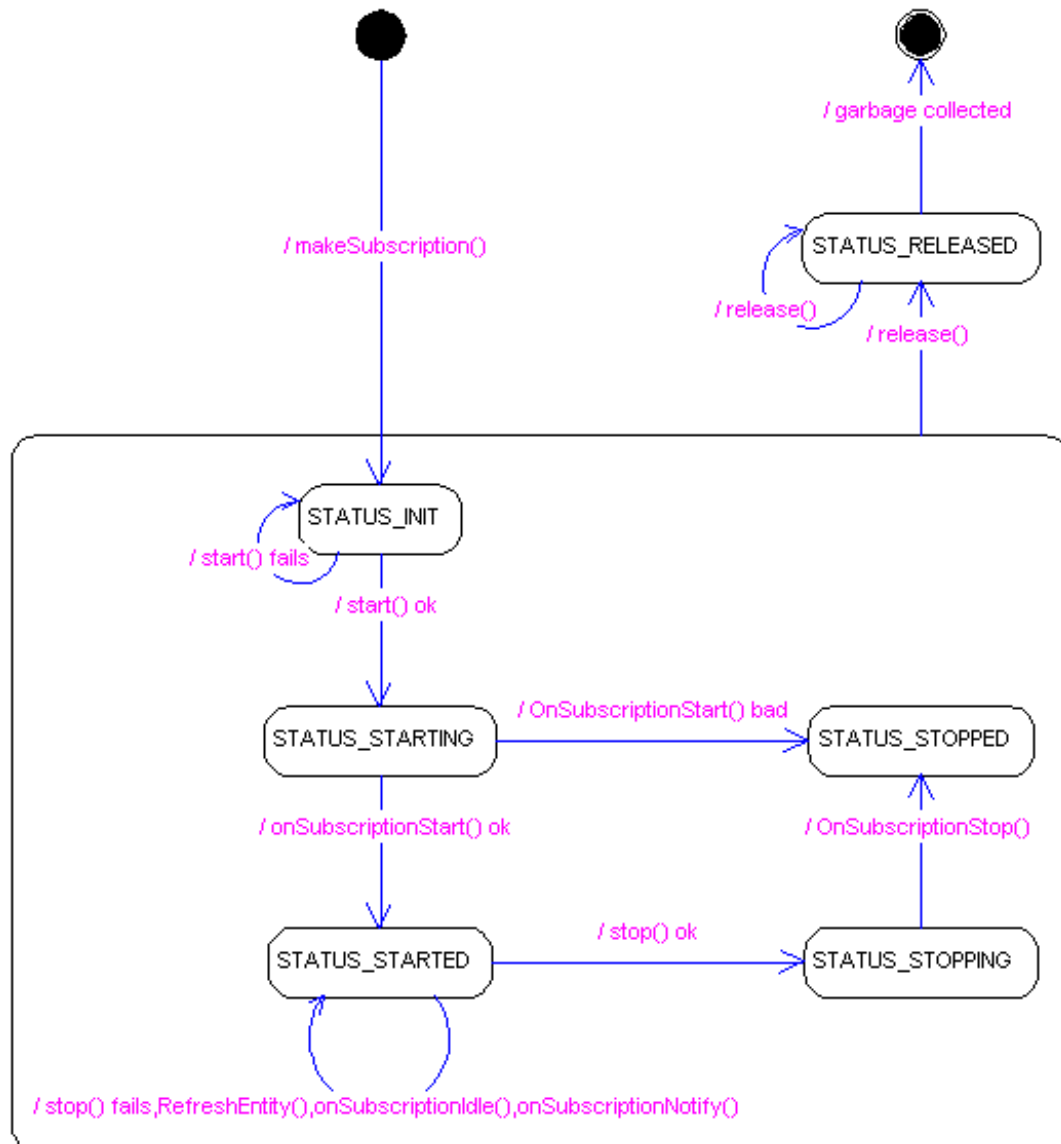 / garbage collected
/ makeSubscription()
STATUS_RELEASED
/ release()
/ release()
STATUS_INIT
/ start() fails
/ start() ok
STATUS_STARTING
/ OnSubscriptionStart() bad
STATUS_STOPPED
/ onSubscriptionStart() ok
/ OnSubscriptionStop()
STATUS_STARTED
/ stop() ok
STATUS_STOPPING
/ stop() fails,RefreshEntity(),onSubscriptionIdle(),onSubscriptionNotify()